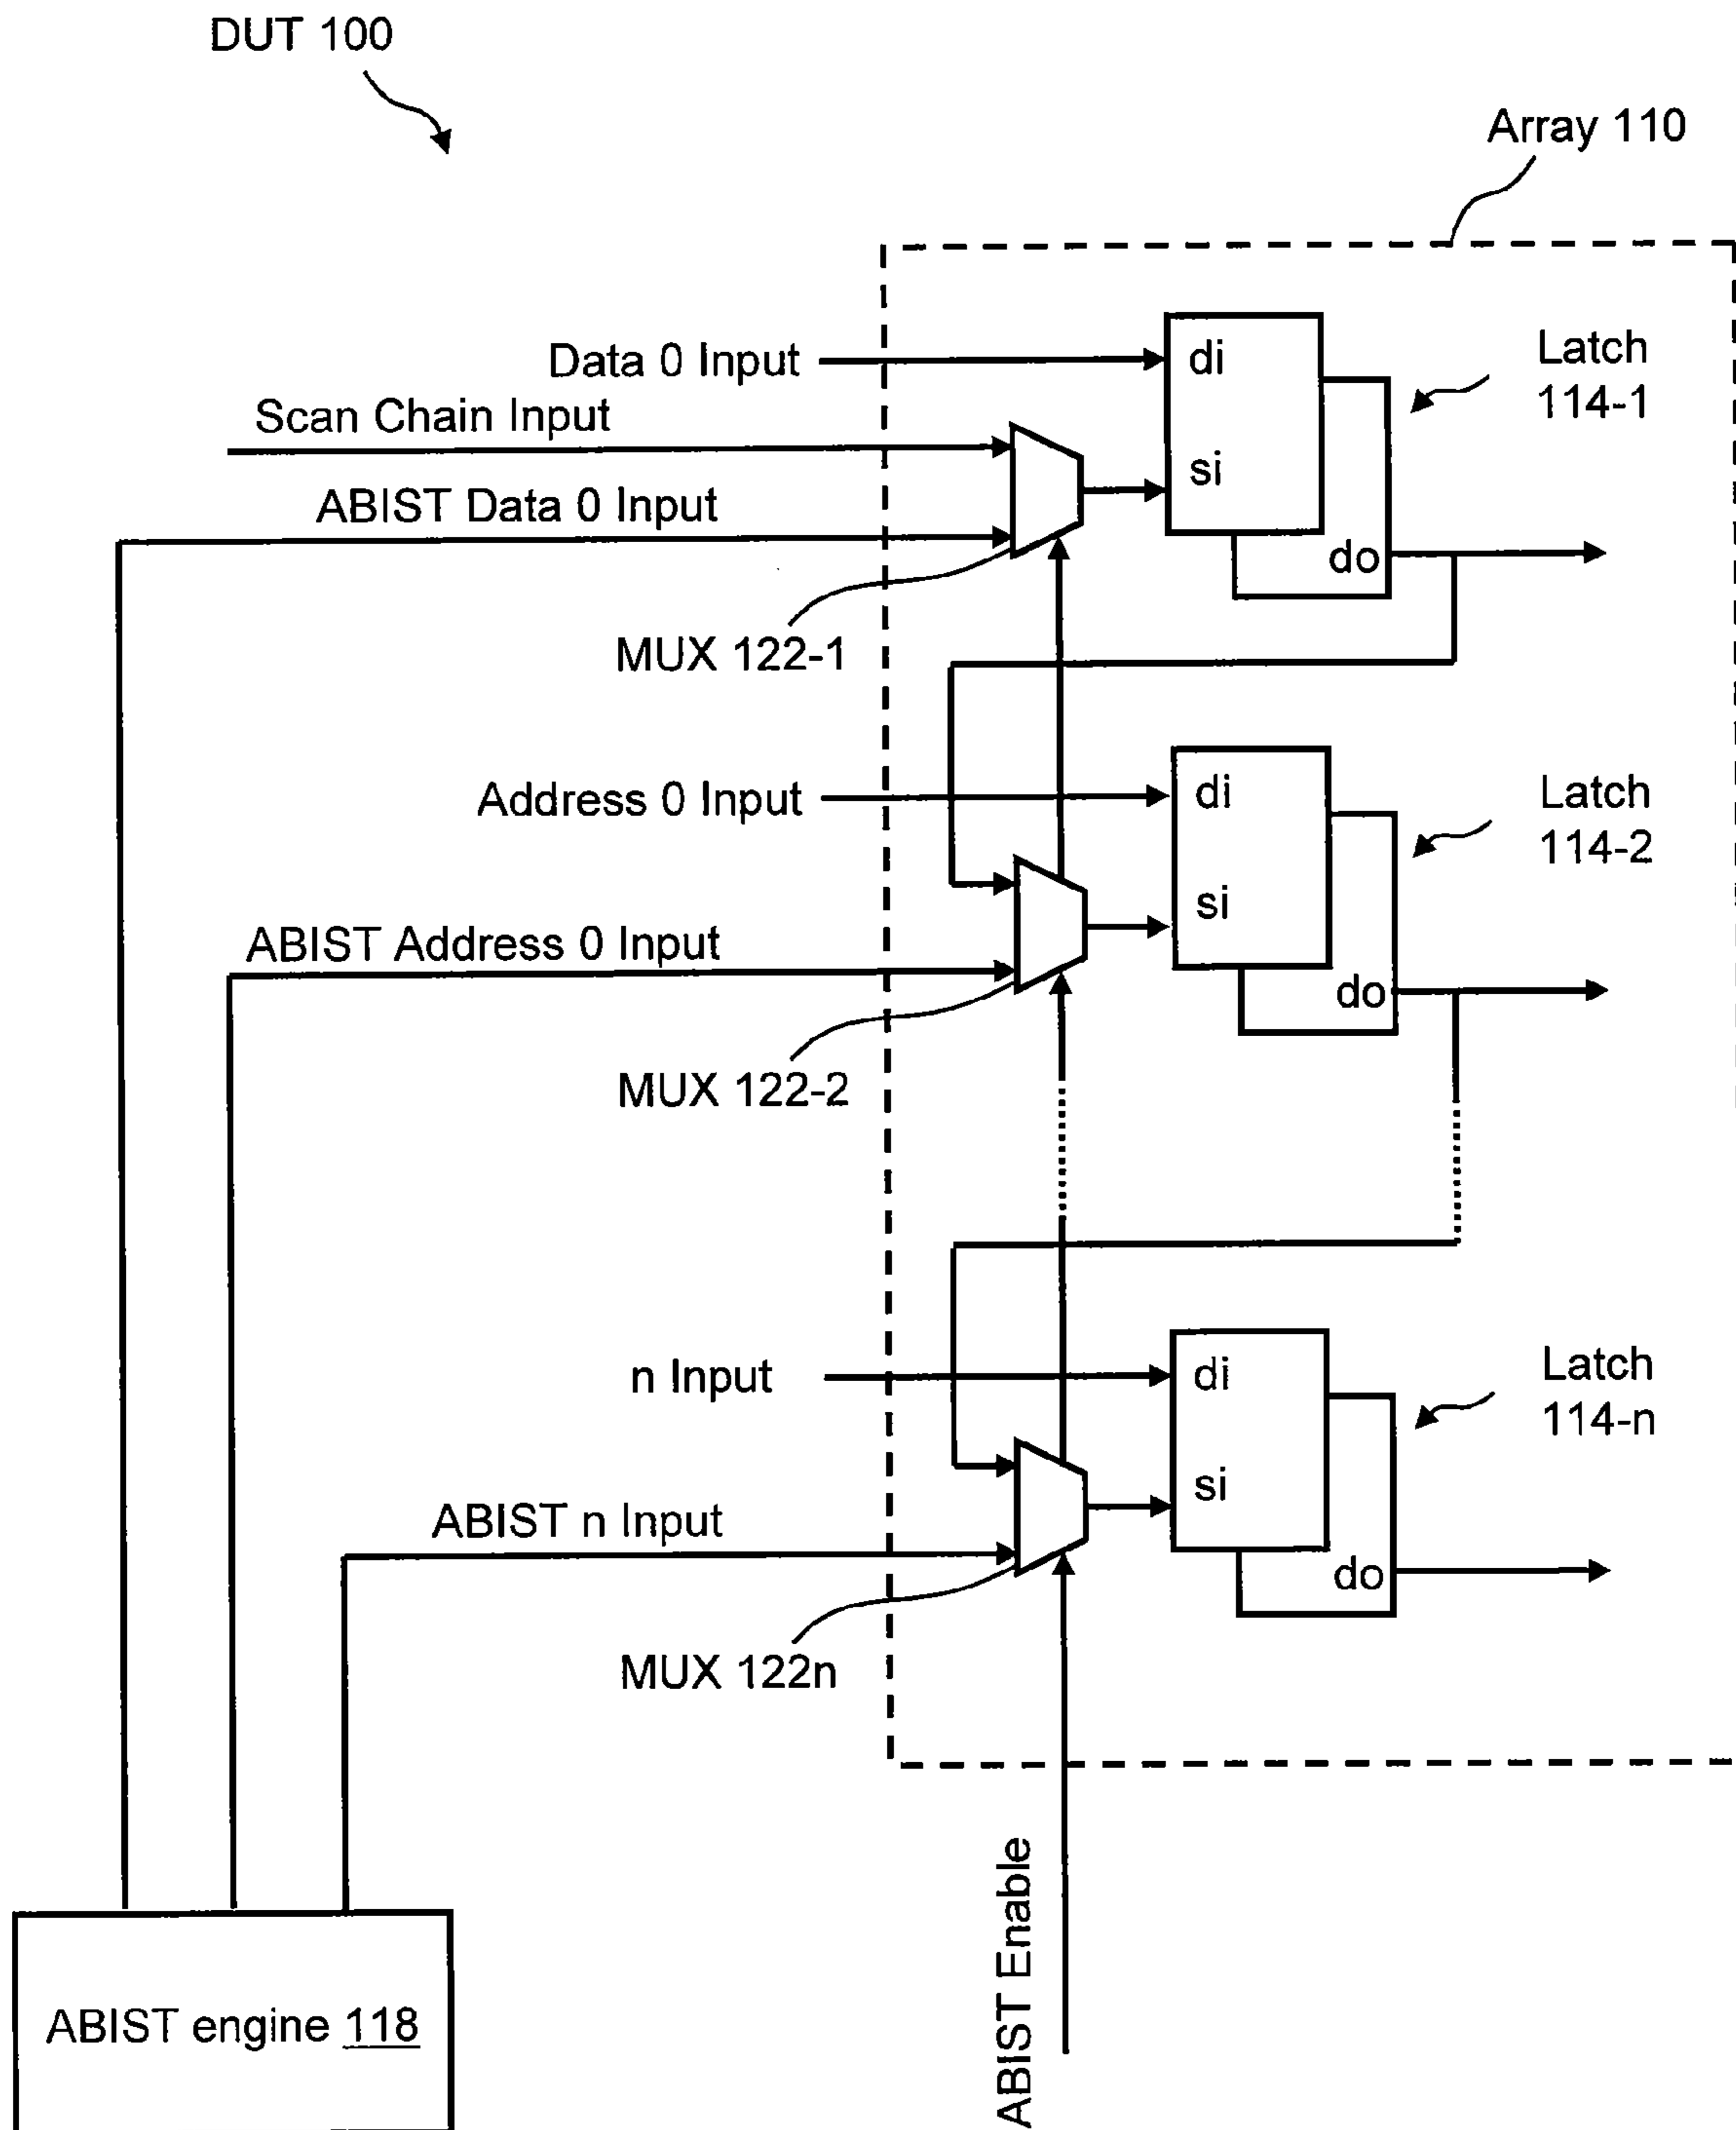 DUT 100
Array 110
Data 0 Input
di
Latch
114-1
Scan Chain Input
si
ABIST Data 0 Input
do
MUX 122-1
Address 0 Input
di
Latch
114-2
si
ABIST Address 0 Input
do
MUX 122-2
n Input
di
Latch
114-n
si
ABIST n Input
do
MUX 122n
ABIST Enable
ABIST engine 118